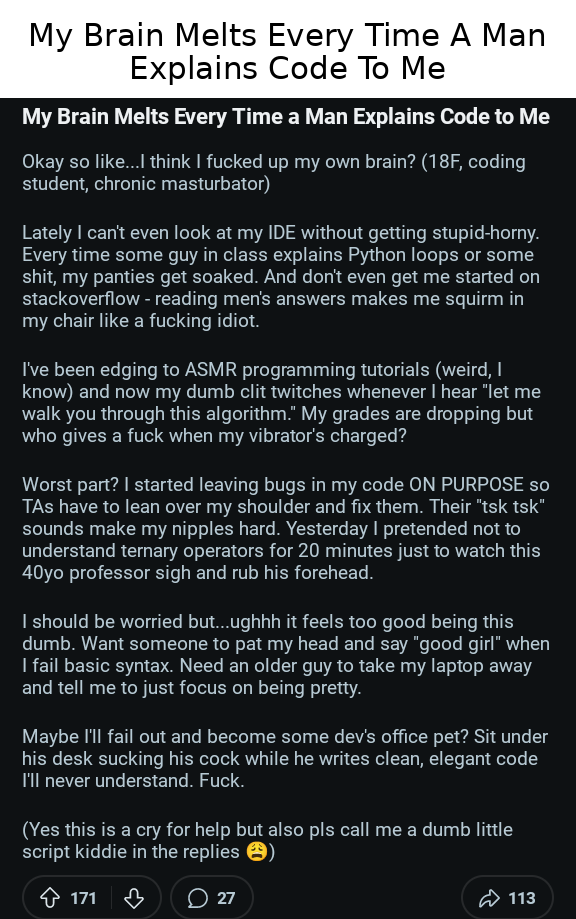 My Brain Melts Every Time A Man
Explains Code To Me
My Brain Melts Every Time a Man Explains Code to Me
Okay so like...I think I fucked up my own brain? (18F, coding
student, chronic masturbator)
Lately I can't even look at my IDE without getting stupid-horny.
Every time some guy in class explains Python loops or some
shit, my panties get soaked. And don't even get me started on
stackoverflow - reading men's answers makes me squirm in
my chair like a fucking idiot.
I've been edging to ASMR programming tutorials (weird, I
know) and now my dumb clit twitches whenever I hear "let me
walk you through this algorithm." My grades are dropping but
who gives a fuck when my vibrator's charged?
Worst part? I started leaving bugs in my code ON PURPOSE so
TAs have to lean over my shoulder and fix them. Their "tsk tsk"
sounds make my nipples hard. Yesterday I pretended not to
understand ternary operators for 20 minutes just to watch this
40yo professor sigh and rub his forehead.
I should be worried but...ughhh it feels too good being this
dumb. Want someone to pat my head and say "good girl" when
I fail basic syntax. Need an older guy to take my laptop away
and tell me to just focus on being pretty.
Maybe I'll fail out and become some dev's office pet? Sit under
his desk sucking his cock while he writes clean, elegant code
I'll never understand. Fuck.
(Yes this is a cry for help but also pls call me a dumb little
script kiddie in the replies 😩)
171 27 113